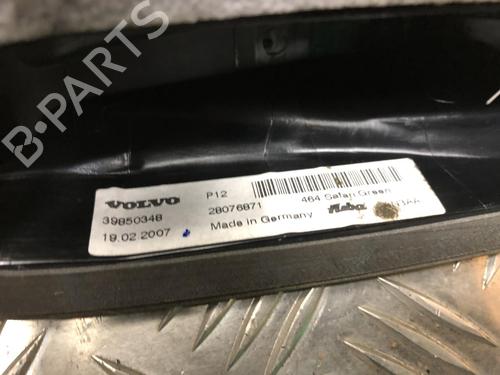 B-PARTS
VOLVO P12
39850348 28076871 464 Safari Green
19.02.2007 Made in Germany